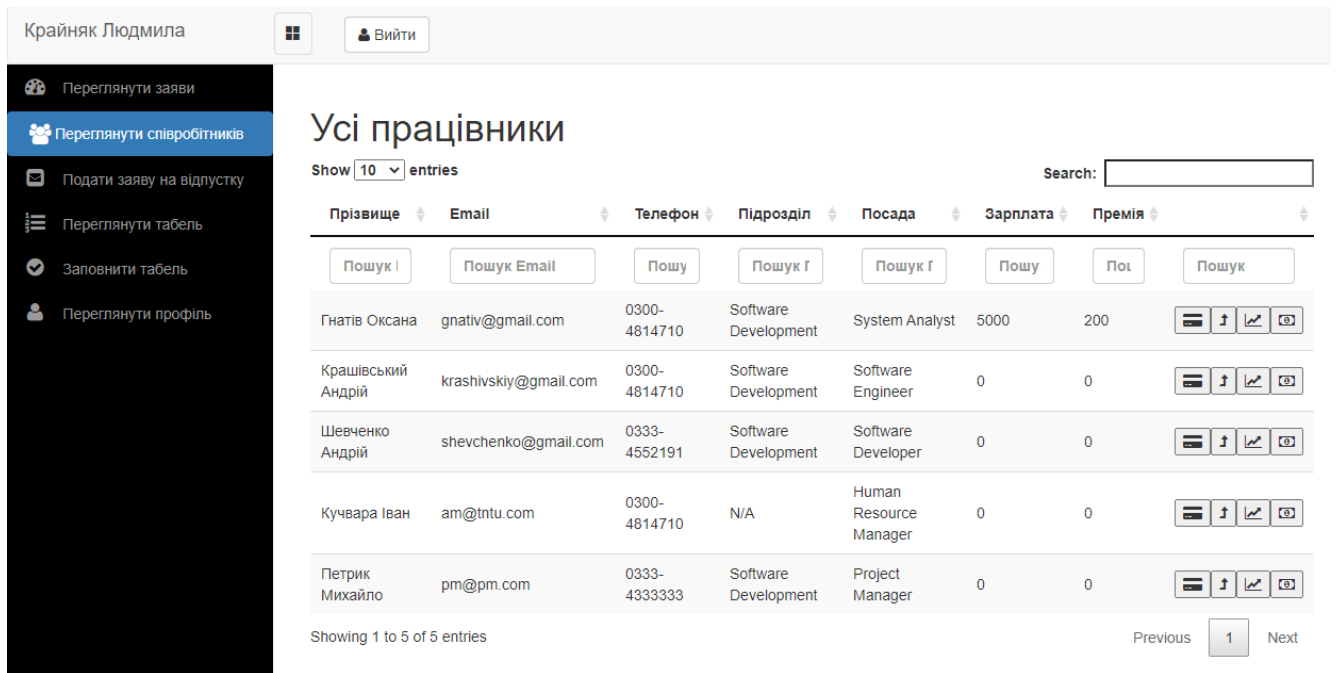 Крайняк Людмила
Вийти
Переглянути заяви
Переглянути співробітників
Подати заяву на відпустку
Переглянути табель
Заповнити табель
Переглянути профіль
Усі працівники
Show 10 entries
Search:
Прізвище Email Телефон Підрозділ Посада Зарплата Премія
Пошук Пошук Email Пошу Пошук Пошук Пошу Пошук
Гнатів Оксана gnativ@gmail.com 0300-4814710 Software Development System Analyst 5000 200
Крашівський Андрій krashivskiy@gmail.com 0300-4814710 Software Development Software Engineer 0 0
Шевченко Андрій shevchenko@gmail.com 0333-4552191 Software Development Software Developer 0 0
Кучвара Іван am@tntu.com 0300-4814710 N/A Human Resource Manager 0 0
Петрик Михайло pm@pm.com 0333-4333333 Software Development Project Manager 0 0
Showing 1 to 5 of 5 entries
Previous 1 Next